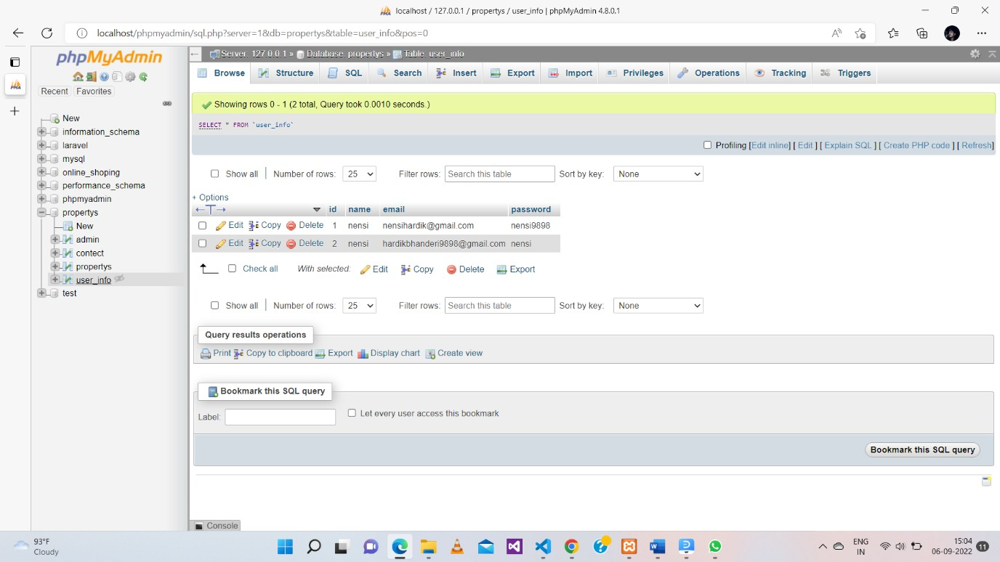 localhost / 127.0.0.1 / propertys / user_info | phpMyAdmin 4.8.0.1
localhost/phpmyadmin/sql.php?server=1&db=propertys&table=user_info&pos=0
phpMyAdmin
Recent Favorites
New
information_schema
laravel
mysql
online_shoping
performance_schema
phpmyadmin
propertys
New
admin
contect
propertys
user_info
test
Server: 127.0.0.1 » Database: propertys » Table: user_info
Browse Structure SQL Search Insert Export Import Privileges Operations Tracking Triggers
Showing rows 0 - 1 (2 total, Query took 0.0010 seconds.)
SELECT * FROM `user_info`
Profiling [Edit inline] [ Edit ] [ Explain SQL ] [ Create PHP code ] [ Refresh]
Show all Number of rows: 25 Filter rows: Search this table Sort by key: None
+ Options
←T→ id name email password
Edit Copy Delete 1 nensi nensihardik@gmail.com nensi9898
Edit Copy Delete 2 nensi hardikbhanderi9898@gmail.com nensi
Check all With selected: Edit Copy Delete Export
Show all Number of rows: 25 Filter rows: Search this table Sort by key: None
Query results operations
Print Copy to clipboard Export Display chart Create view
Bookmark this SQL query
Label: Let every user access this bookmark
Bookmark this SQL query
Console
93°F
Cloudy
ENG
IN
15:04
06-09-2022
11